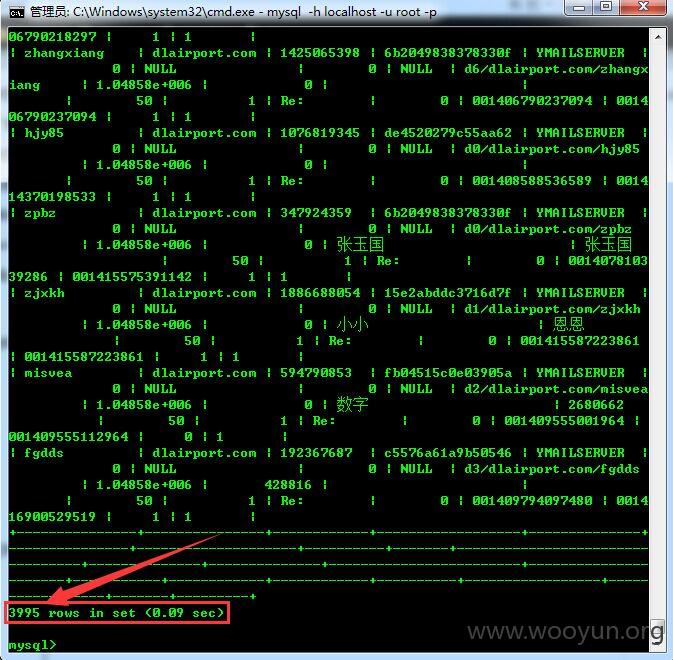 管理员: C:\Windows\system32\cmd.exe - mysql -h localhost -u root -p
06790218297 | 1 | 1 |
| zhangxiang | dlairport.com | 1425065398 | 6b2049838378330f | YMAILSERVER |
0 | NULL | 0 | NULL | d6/dlairport.com/zhangx
iang | 1.04858e+006 | 0 | |
| 50 | 1 | Re: | 0 | 001406790237094 | 0014
06790237094 | 1 | 1 |
| hjy85 | dlairport.com | 1076819345 | de4520279c55aa62 | YMAILSERVER |
0 | NULL | 0 | NULL | d0/dlairport.com/hjy85
| 1.04858e+006 | 0 | |
| 50 | 1 | Re: | 0 | 001408588536589 | 0014
14370198533 | 1 | 1 |
| zpbz | dlairport.com | 347924359 | 6b2049838378330f | YMAILSERVER |
0 | NULL | 0 | NULL | d0/dlairport.com/zpbz
| 1.04858e+006 | 0 | 张玉国 | 张玉国
| 50 | 1 | Re: | 0 | 0014078103
39286 | 001415575391142 | 1 | 1 |
| zjxkh | dlairport.com | 1886688054 | 15e2abddc3716d7f | YMAILSERVER |
0 | NULL | 0 | NULL | d1/dlairport.com/zjxkh
| 1.04858e+006 | 0 | 小小 | 恩恩
| 50 | 1 | Re: | 0 | 001415587223861
| 001415587223861 | 1 | 1 |
| misvea | dlairport.com | 594790853 | fb04515c0e03905a | YMAILSERVER |
0 | NULL | 0 | NULL | d2/dlairport.com/misvea
| 1.04858e+006 | 0 | 数字 | 2680662
| 50 | 1 | Re: | 0 | 001409555001964 |
001409555112964 | 0 | 1 |
| fgdds | dlairport.com | 192367687 | c5576a61a9b50546 | YMAILSERVER |
0 | NULL | 0 | NULL | d3/dlairport.com/fgdds
| 1.04858e+006 | 428816 | |
| 50 | 1 | Re: | 0 | 001409794097480 | 0014
16900529519 | 1 | 1 |
3995 rows in set (0.09 sec)
www.wooyun.org
mysql>